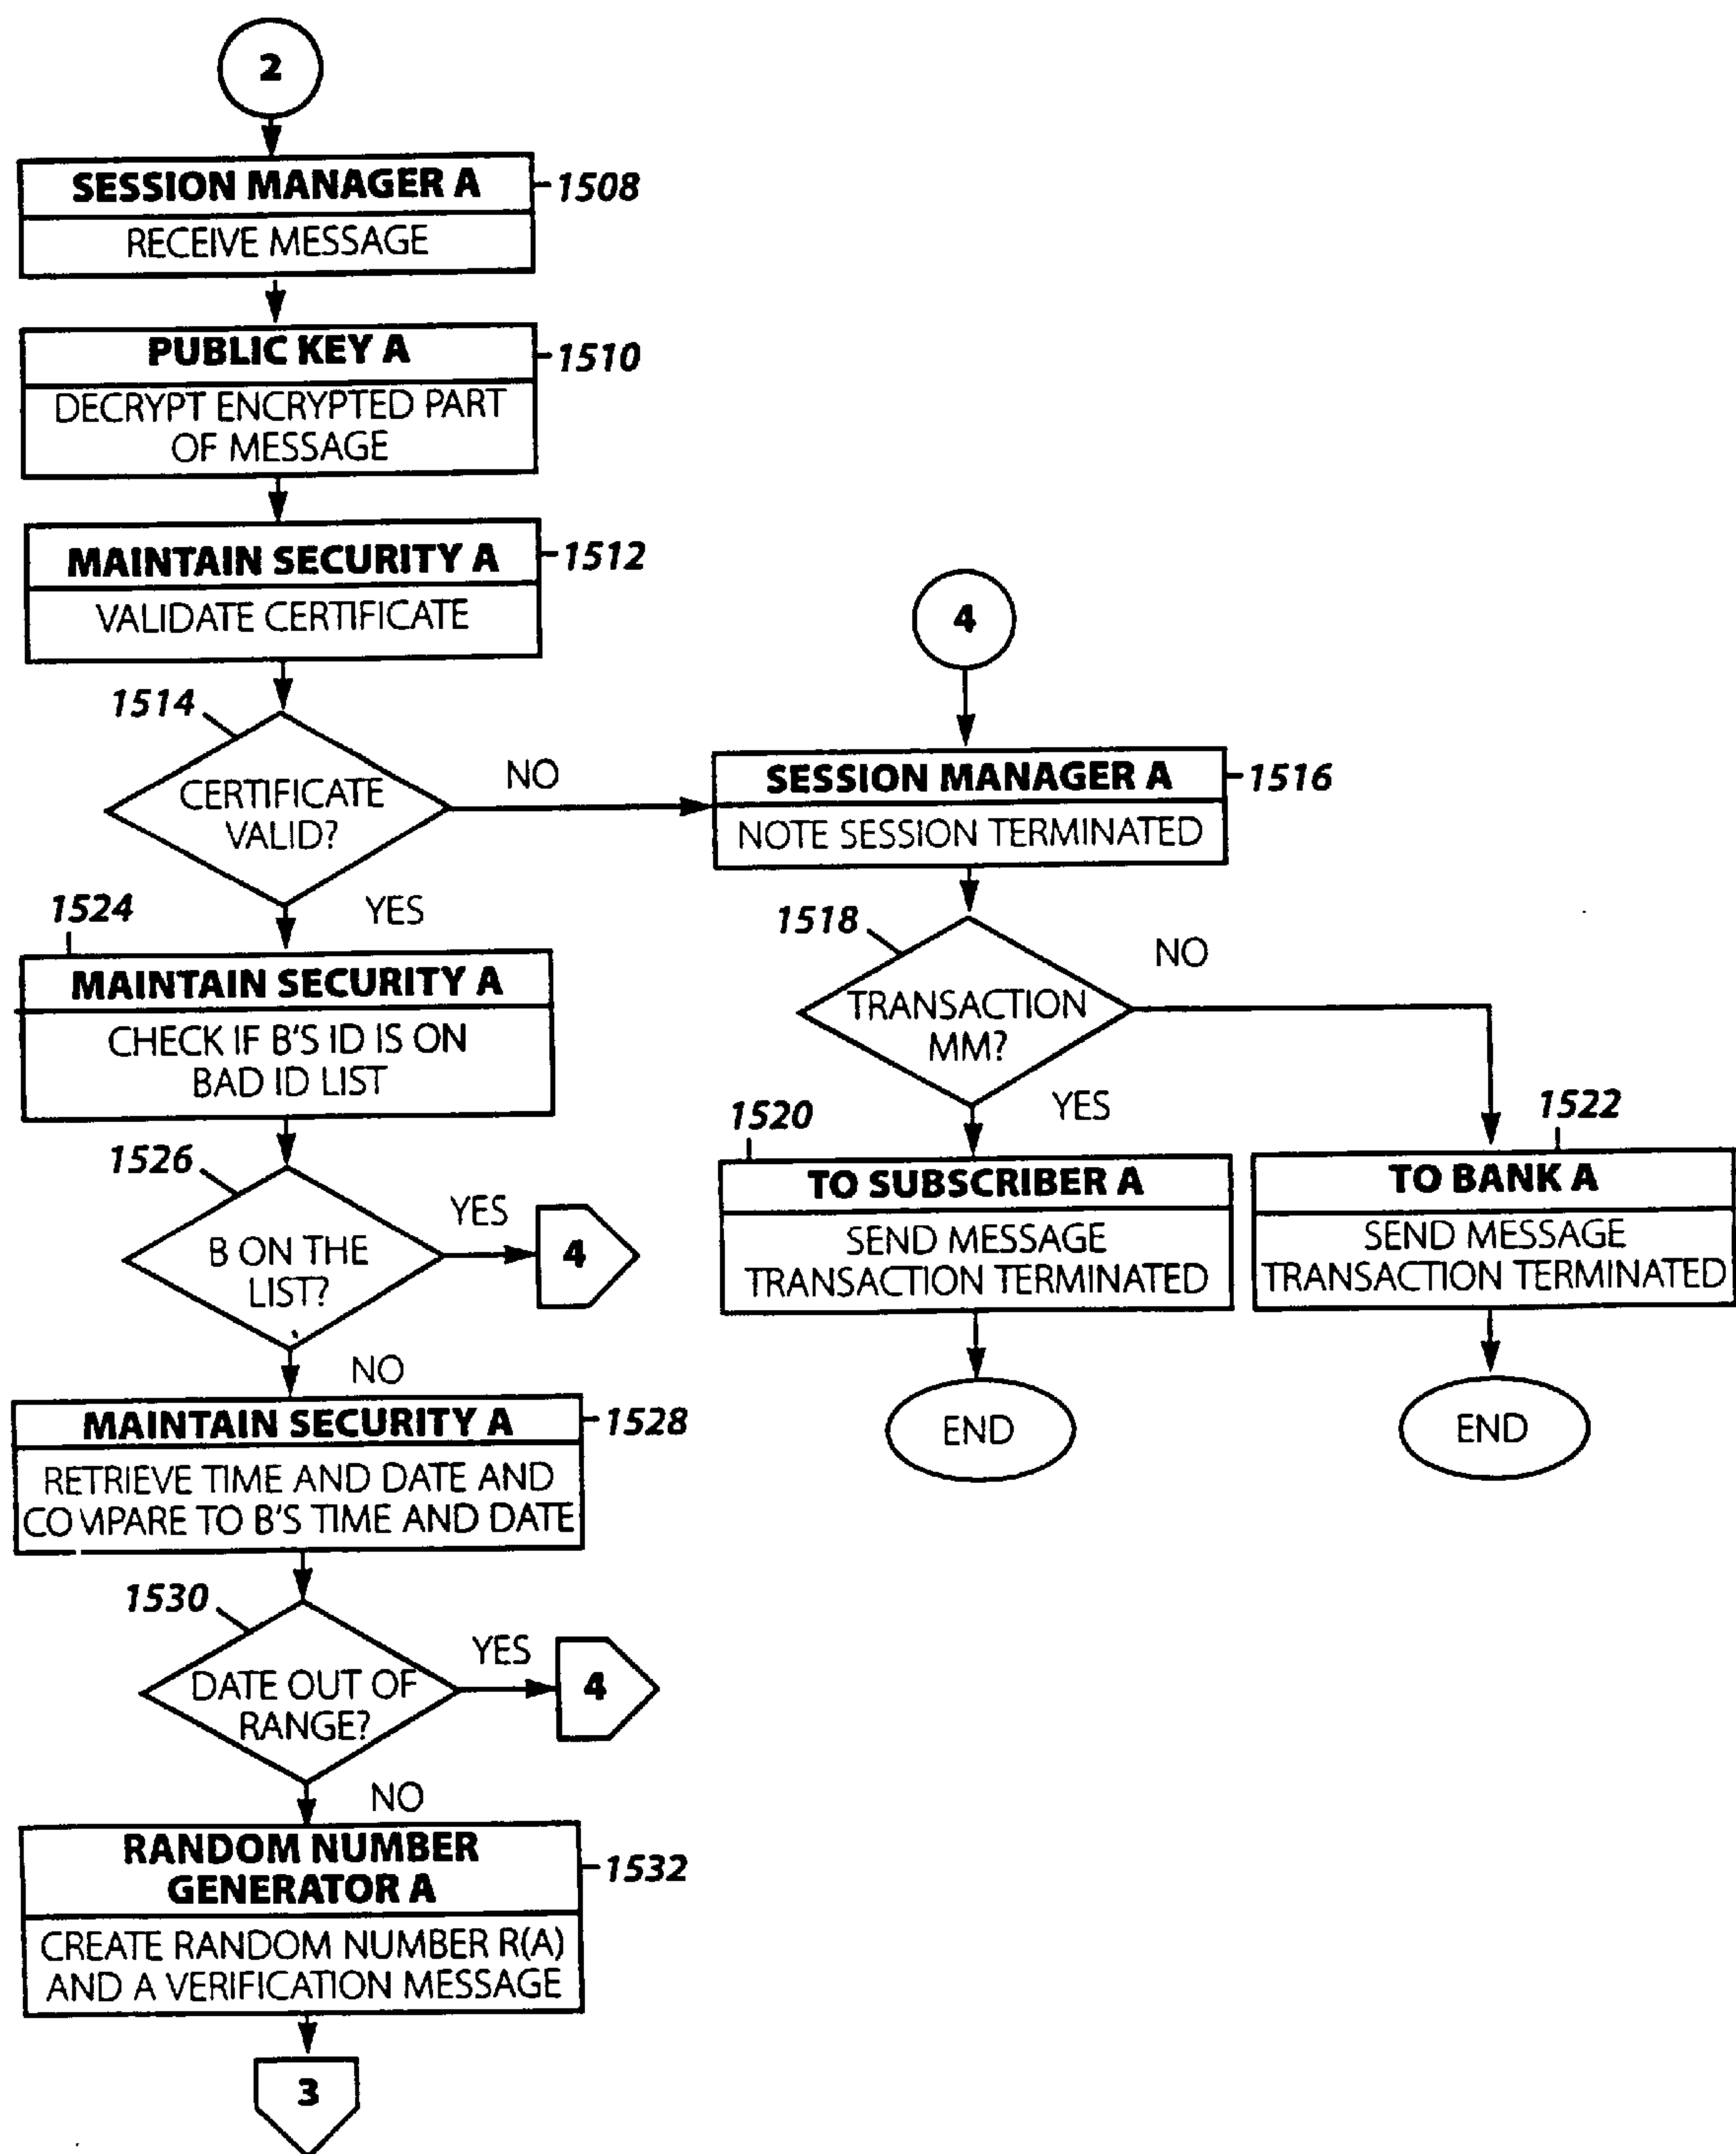 2
SESSION MANAGER A
1508
RECEIVE MESSAGE
PUBLIC KEY A
1510
DECRYPT ENCRYPTED PART
OF MESSAGE
MAINTAIN SECURITY A
1512
VALIDATE CERTIFICATE
1514
CERTIFICATE
VALID?
NO
YES
4
SESSION MANAGER A
1516
NOTE SESSION TERMINATED
1518
TRANSACTION
MM?
NO
YES
1520
TO SUBSCRIBER A
SEND MESSAGE
TRANSACTION TERMINATED
END
1522
TO BANK A
SEND MESSAGE
TRANSACTION TERMINATED
END
1524
MAINTAIN SECURITY A
CHECK IF B'S ID IS ON
BAD ID LIST
1526
B ON THE
LIST?
YES
4
NO
MAINTAIN SECURITY A
1528
RETRIEVE TIME AND DATE AND
COMPARE TO B'S TIME AND DATE
1530
DATE OUT OF
RANGE?
YES
4
NO
RANDOM NUMBER
GENERATOR A
1532
CREATE RANDOM NUMBER R(A)
AND A VERIFICATION MESSAGE
3